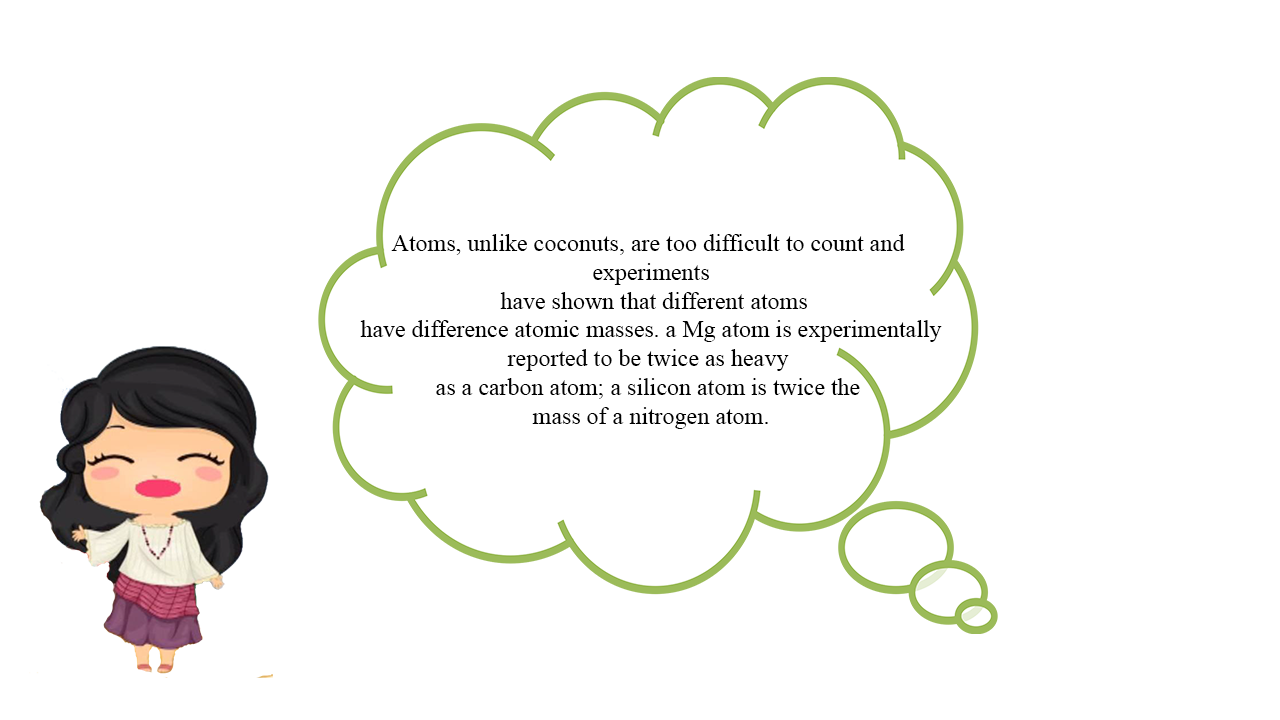 Atoms, unlike coconuts, are too difficult to count and
experiments
have shown that different atoms
have difference atomic masses. a Mg atom is experimentally
reported to be twice as heavy
as a carbon atom; a silicon atom is twice the
mass of a nitrogen atom.